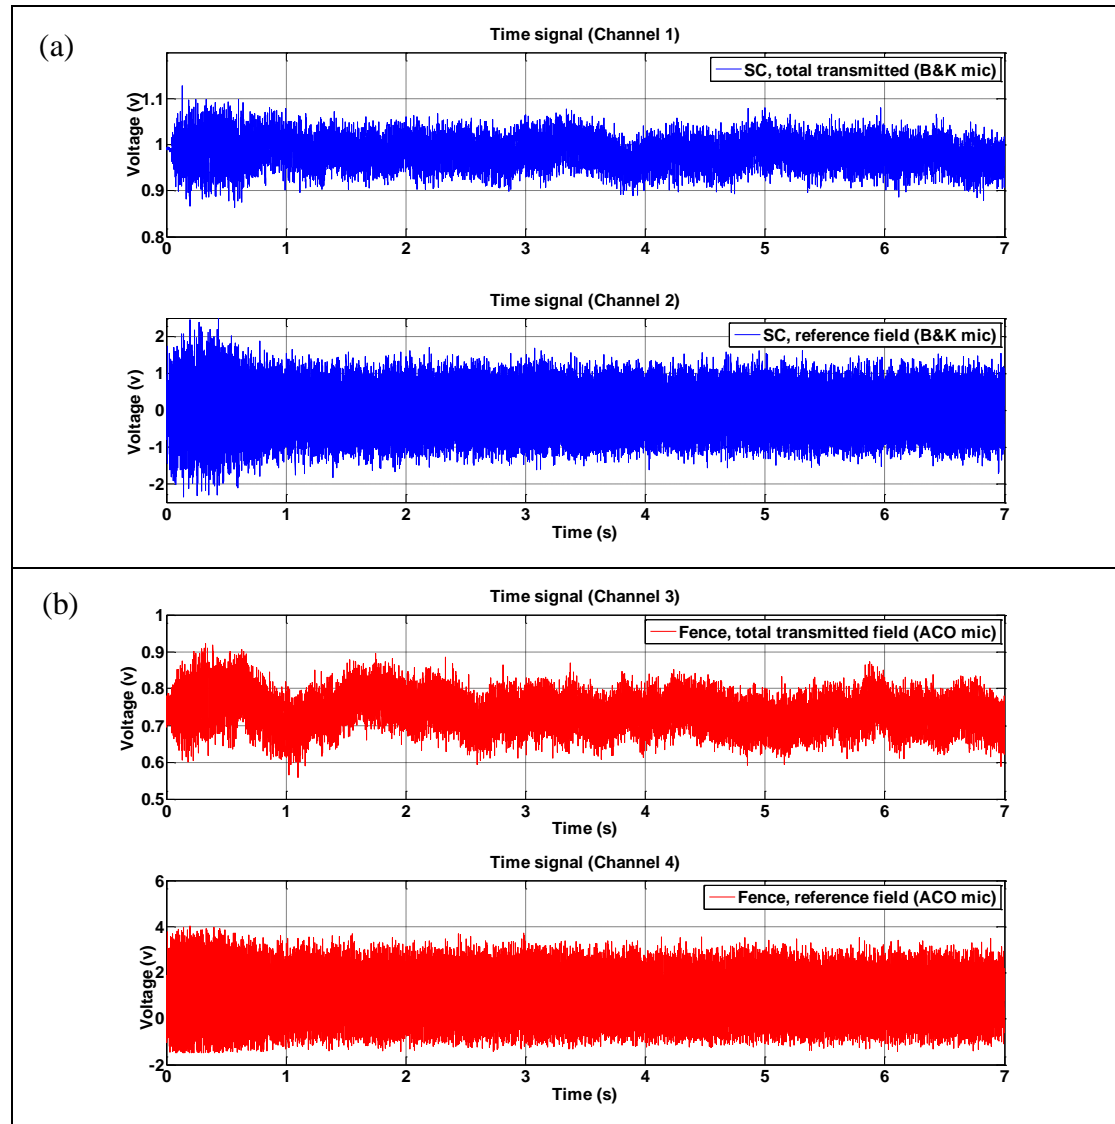 (a)
Time signal (Channel 1)
SC, total transmitted (B&K mic)
Voltage (v)
1.1
1
0.9
0.8
0 1 2 3 4 5 6 7
Time signal (Channel 2)
SC, reference field (B&K mic)
Voltage (v)
2
1
0
-1
-2
0 1 2 3 4 5 6 7
Time (s)
(b)
Time signal (Channel 3)
Fence, total transmitted field (ACO mic)
Voltage (v)
1
0.9
0.8
0.7
0.6
0.5
0 1 2 3 4 5 6 7
Time (s)
Time signal (Channel 4)
Fence, reference field (ACO mic)
Voltage (v)
6
4
2
0
-2
0 1 2 3 4 5 6 7
Time (s)